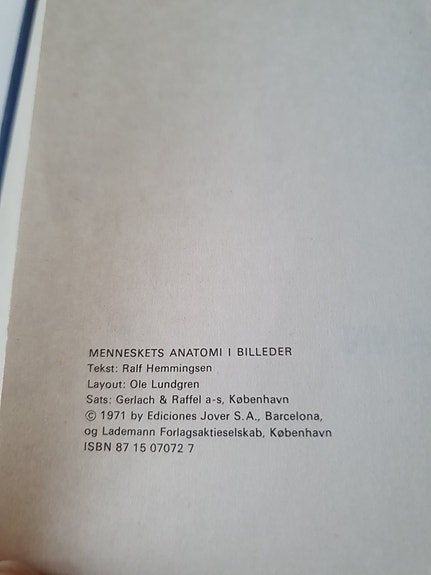 MENNESKETS ANATOMI I BILLEDER
Tekst: Ralf Hemmingsen
Layout: Ole Lundgren
Sats: Gerlach & Raffel a-s, København
© 1971 by Ediciones Jover S.A., Barcelona,
og Lademann Forlagsaktieselskab, København
ISBN 87 15 07072 7